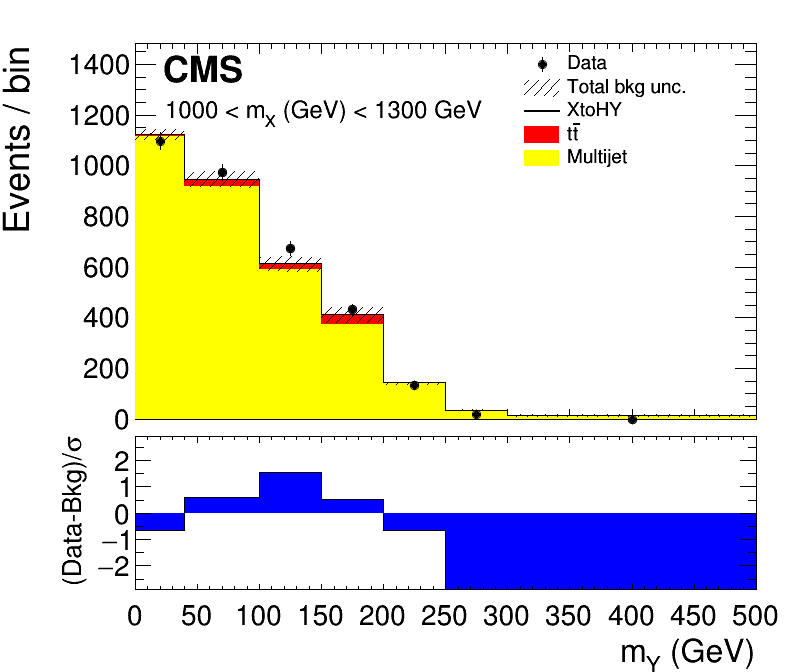 Events / bin
1400
1200
1000
800
600
400
200
0
CMS
1000 < mX (GeV) < 1300 GeV
Data
Total bkg unc.
XtoHY
tt̄
Multijet
(Data-Bkg)/σ
2
1
0
−1
−2
0 50 100 150 200 250 300 350 400 450 500
mY (GeV)